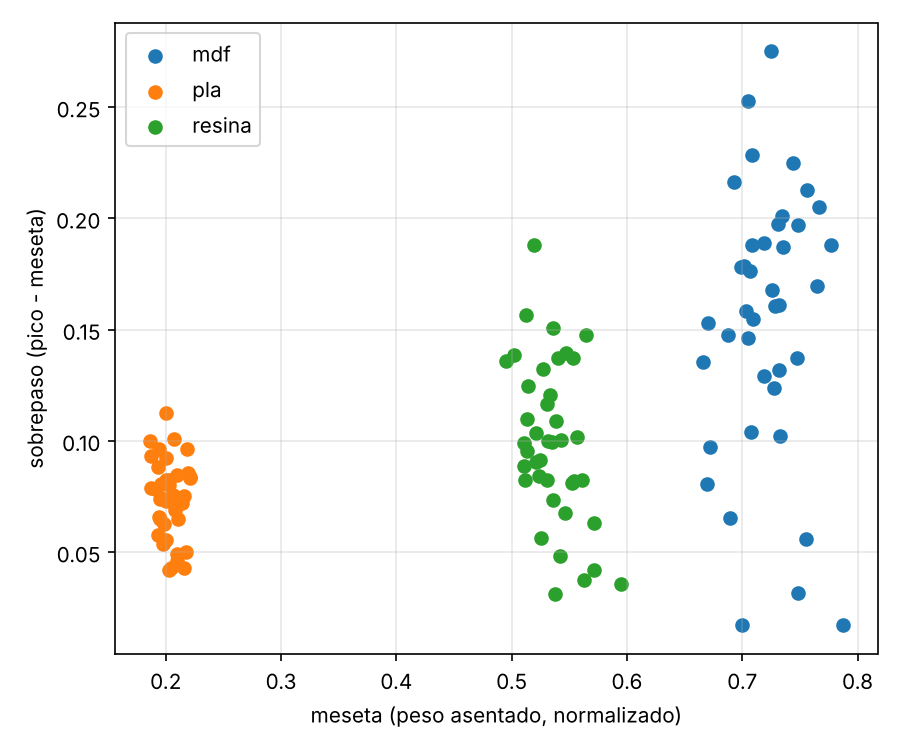 mdf
pla
resina
0.25
0.20
0.15
0.10
0.05
sobrepaso (pico - meseta)
0.2 0.3 0.4 0.5 0.6 0.7 0.8
meseta (peso asentado, normalizado)